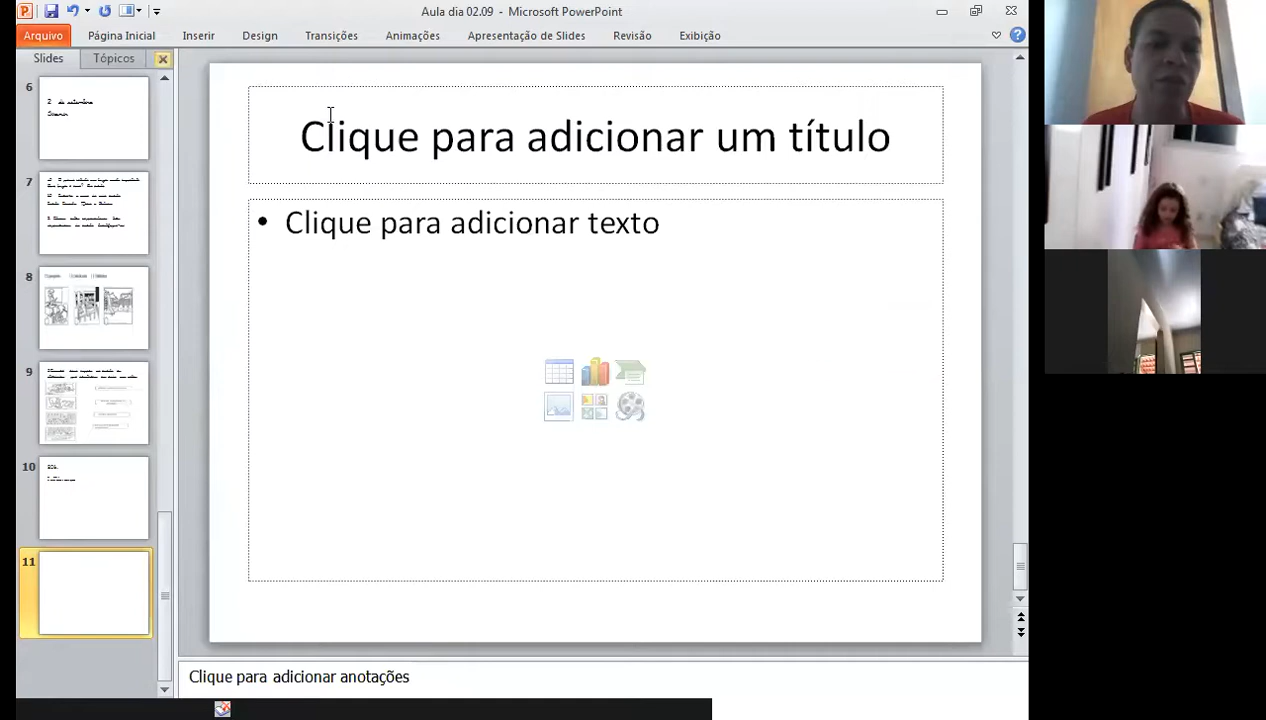 Aula dia 02.09 - Microsoft PowerPoint
Arquivo Página Inicial Inserir Design Transições Animações Apresentação de Slides Revisão Exibição
Slides Tópicos
6
7
8
9
10
11
Clique para adicionar um título
• Clique para adicionar texto
Clique para adicionar anotações